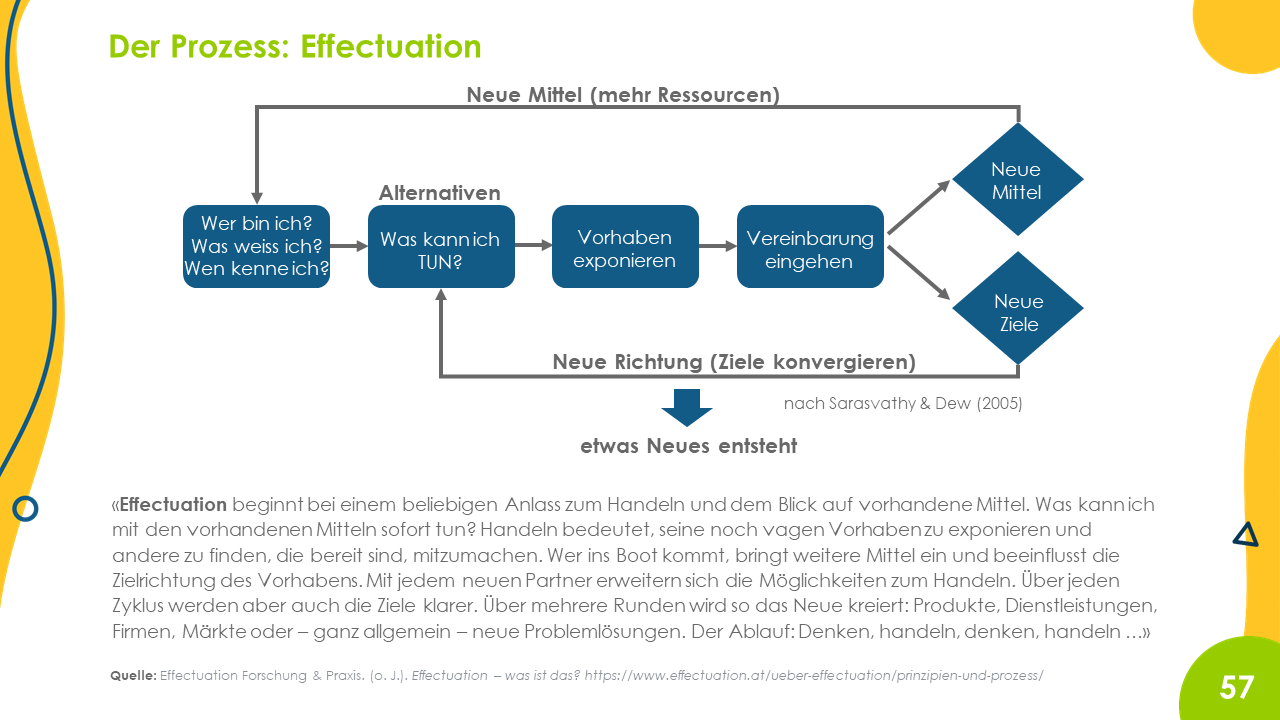 Der Prozess: Effectuation
Neue Mittel (mehr Ressourcen)
Neue
Mittel
Alternativen
Wer bin ich?
Was weiss ich?
Wen kenne ich?
Was kann ich
TUN?
Vorhaben
exponieren
Vereinbarung
eingehen
Neue
Ziele
Neue Richtung (Ziele konvergieren)
nach Sarasvathy & Dew (2005)
etwas Neues entsteht
«Effectuation beginnt bei einem beliebigen Anlass zum Handeln und dem Blick auf vorhandene Mittel. Was kann ich
mit den vorhandenen Mitteln sofort tun? Handeln bedeutet, seine noch vagen Vorhaben zu exponieren und
andere zu finden, die bereit sind, mitzumachen. Wer ins Boot kommt, bringt weitere Mittel ein und beeinflusst die
Zielrichtung des Vorhabens. Mit jedem neuen Partner erweitern sich die Möglichkeiten zum Handeln. Über jeden
Zyklus werden aber auch die Ziele klarer. Über mehrere Runden wird so das Neue kreiert: Produkte, Dienstleistungen,
Firmen, Märkte oder – ganz allgemein – neue Problemlösungen. Der Ablauf: Denken, handeln, denken, handeln …»
Quelle: Effectuation Forschung & Praxis. (o. J.). Effectuation – was ist das? https://www.effectuation.at/ueber-effectuation/prinzipien-und-prozess/
57